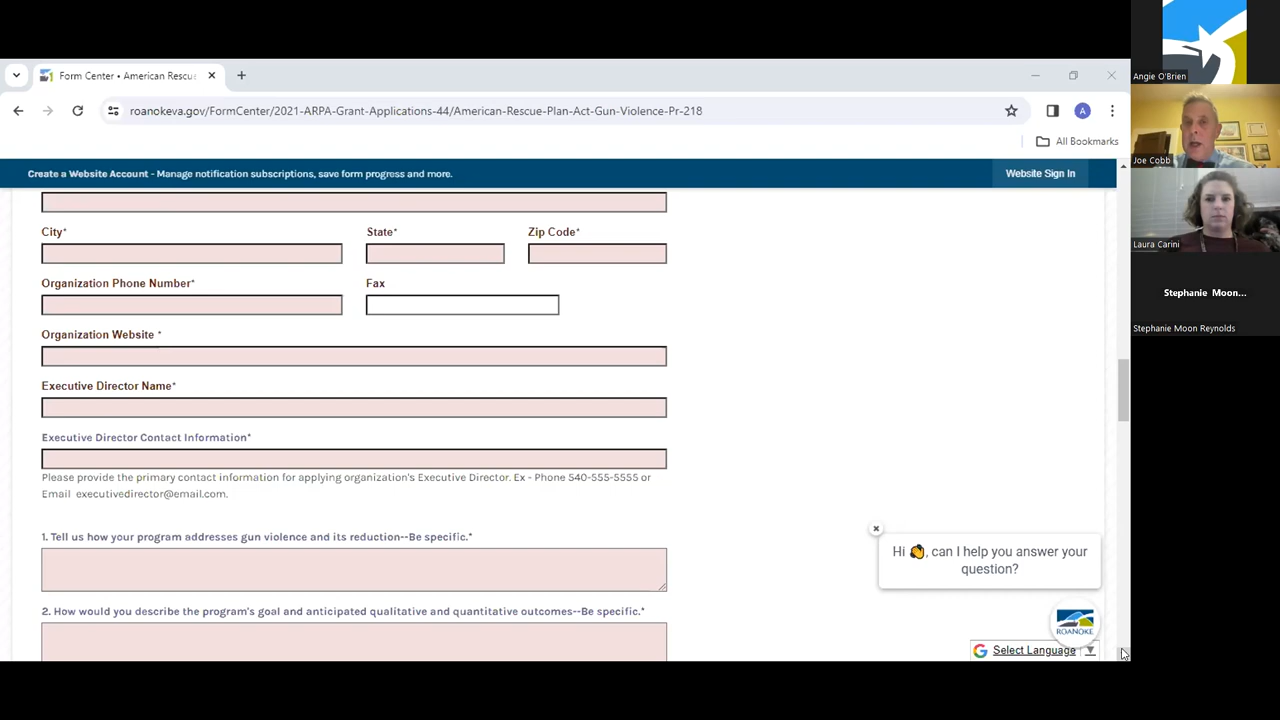 Form Center • American Rescu
roanokeva.gov/FormCenter/2021-ARPA-Grant-Applications-44/American-Rescue-Plan-Act-Gun-Violence-Pr-218
A
All Bookmarks
Create a Website Account - Manage notification subscriptions, save form progress and more.
Website Sign In
City* State* Zip Code*
Organization Phone Number* Fax
Organization Website *
Executive Director Name*
Executive Director Contact Information*
Please provide the primary contact information for applying organization's Executive Director. Ex - Phone 540-555-5555 or
Email executivedirector@email.com.
1. Tell us how your program addresses gun violence and its reduction--Be specific.*
2. How would you describe the program's goal and anticipated qualitative and quantitative outcomes--Be specific.*
Hi 👋, can I help you answer your
question?
ROANOKE
G Select Language ▼
Angie O'Brien
Joe Cobb
Laura Carini
Stephanie Moon...
Stephanie Moon Reynolds